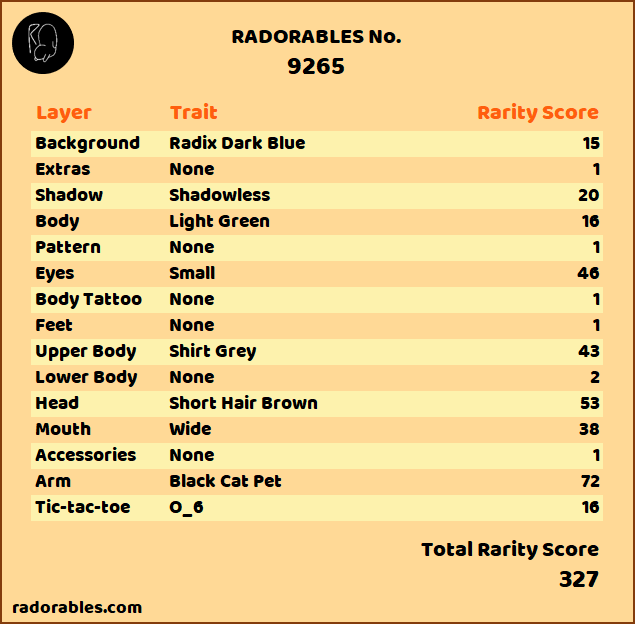 RADORABLES No.
9265
Layer Trait Rarity Score
Background Radix Dark Blue 15
Extras None 1
Shadow Shadowless 20
Body Light Green 16
Pattern None 1
Eyes Small 46
Body Tattoo None 1
Feet None 1
Upper Body Shirt Grey 43
Lower Body None 2
Head Short Hair Brown 53
Mouth Wide 38
Accessories None 1
Arm Black Cat Pet 72
Tic-tac-toe O_6 16
Total Rarity Score
327
radorables.com